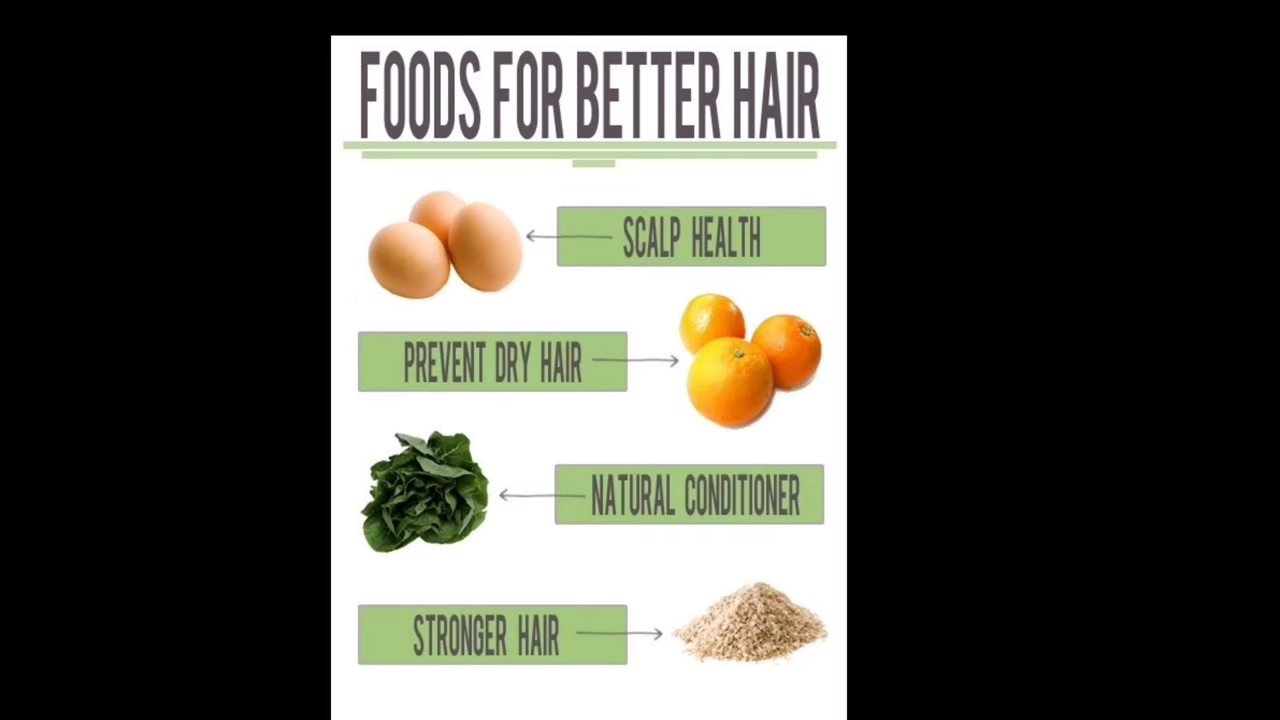 FOODS FOR BETTER HAIR
SCALP HEALTH
PREVENT DRY HAIR
NATURAL CONDITIONER
STRONGER HAIR